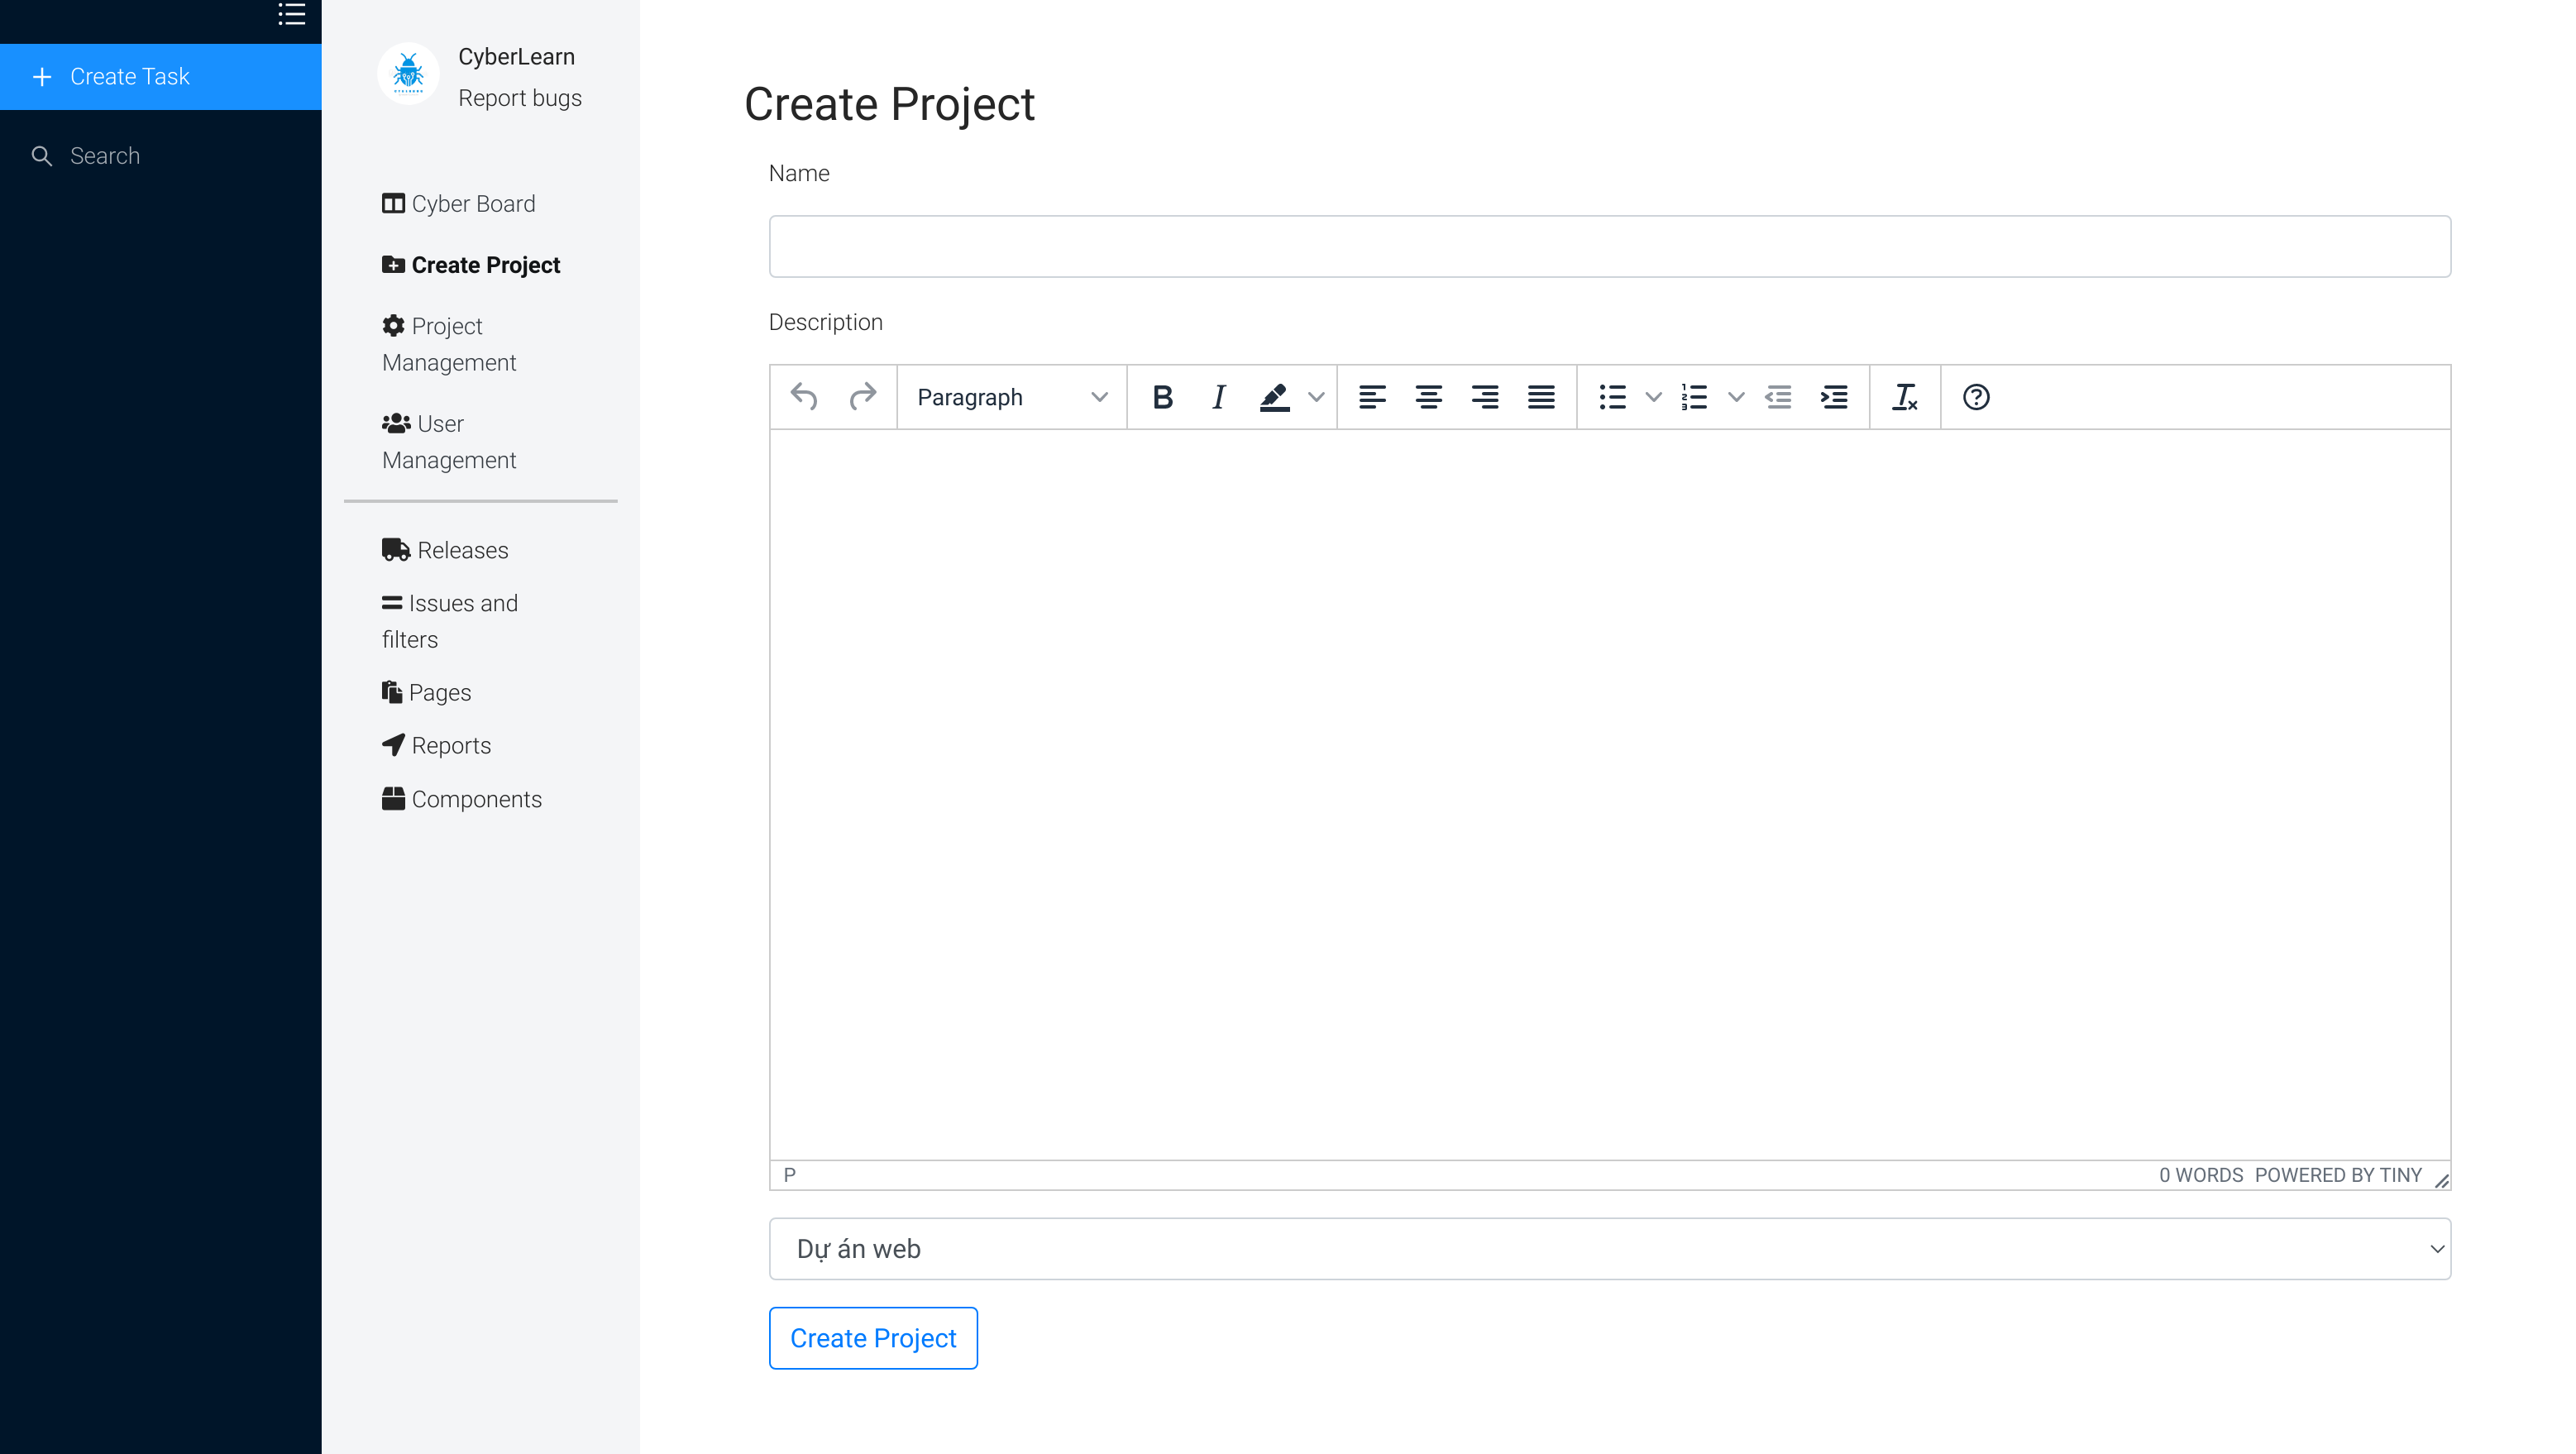 Create Task
Search
CyberLearn
Report bugs
Cyber Board
Create Project
Project
Management
User
Management
Releases
Issues and
filters
Pages
Reports
Components
Create Project
Name
Description
Paragraph
P
0 WORDS POWERED BY TINY
Dự án web
Create Project